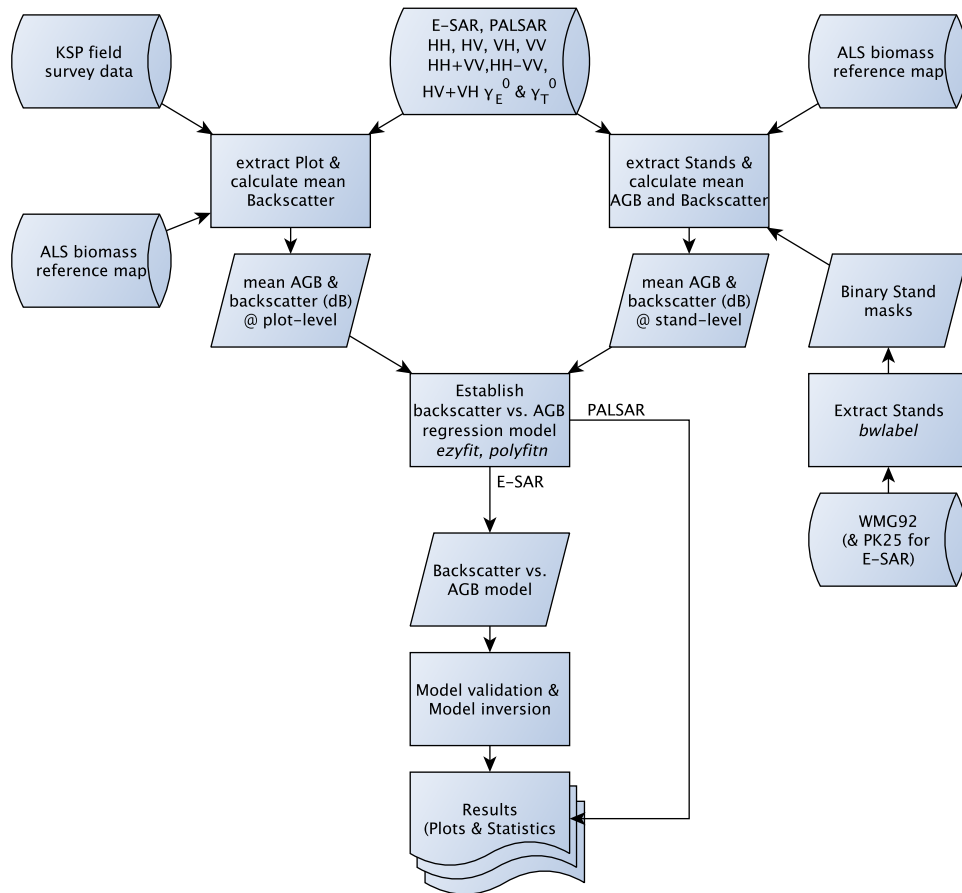 KSP field
survey data
E-SAR, PALSAR
HH, HV, VH, VV
HH+VV,HH-VV,
HV+VH γE0 & γT0
ALS biomass
reference map
extract Plot &
calculate mean
Backscatter
extract Stands &
calculate mean
AGB and Backscatter
ALS biomass
reference map
mean AGB &
backscatter (dB)
@ plot-level
mean AGB &
backscatter (dB)
@ stand-level
Binary Stand
masks
Establish
backscatter vs. AGB
regression model
ezyfit, polyfitn
PALSAR
Extract Stands
bwlabel
E-SAR
WMG92
(& PK25 for
E-SAR)
Backscatter vs.
AGB model
Model validation &
Model inversion
Results
(Plots & Statistics